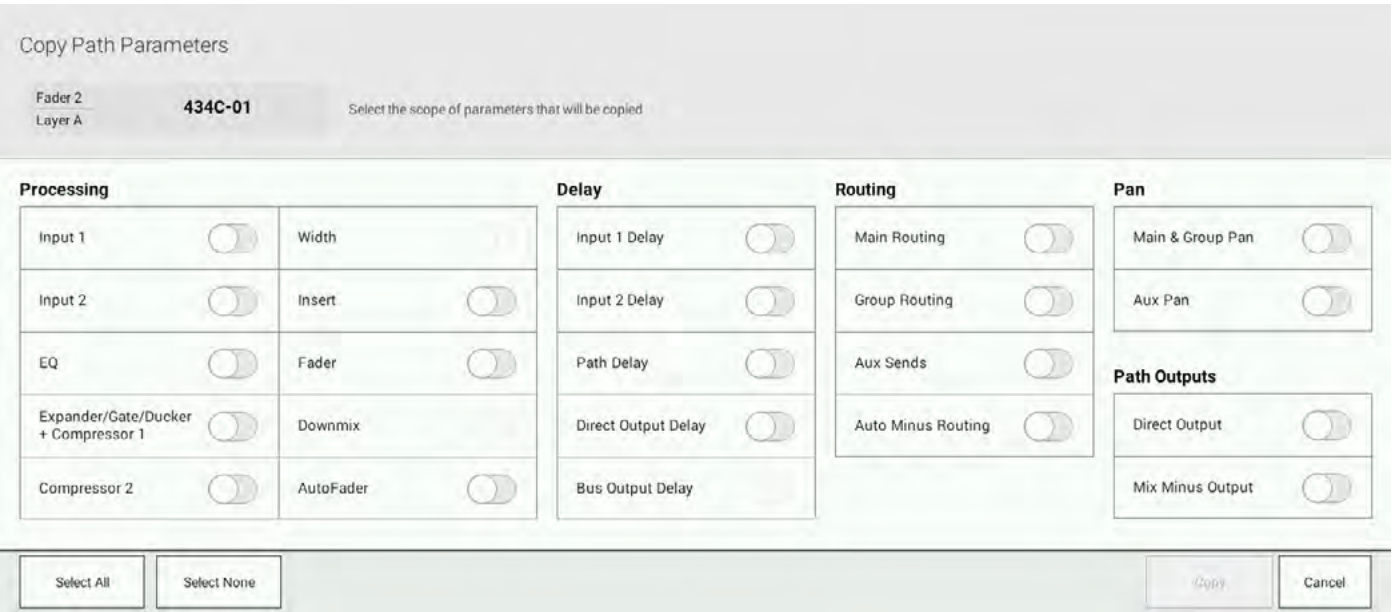 Copy Path Parameters
Fader 2
Layer A
434C-01
Select the scope of parameters that will be copied
Processing
Input 1
Width
Input 2
Insert
EQ
Fader
Expander/Gate/Ducker
+ Compressor 1
Downmix
Compressor 2
AutoFader
Delay
Input 1 Delay
Input 2 Delay
Path Delay
Direct Output Delay
Bus Output Delay
Routing
Main Routing
Group Routing
Aux Sends
Auto Minus Routing
Pan
Main & Group Pan
Aux Pan
Path Outputs
Direct Output
Mix Minus Output
Select All
Select None
Copy
Cancel